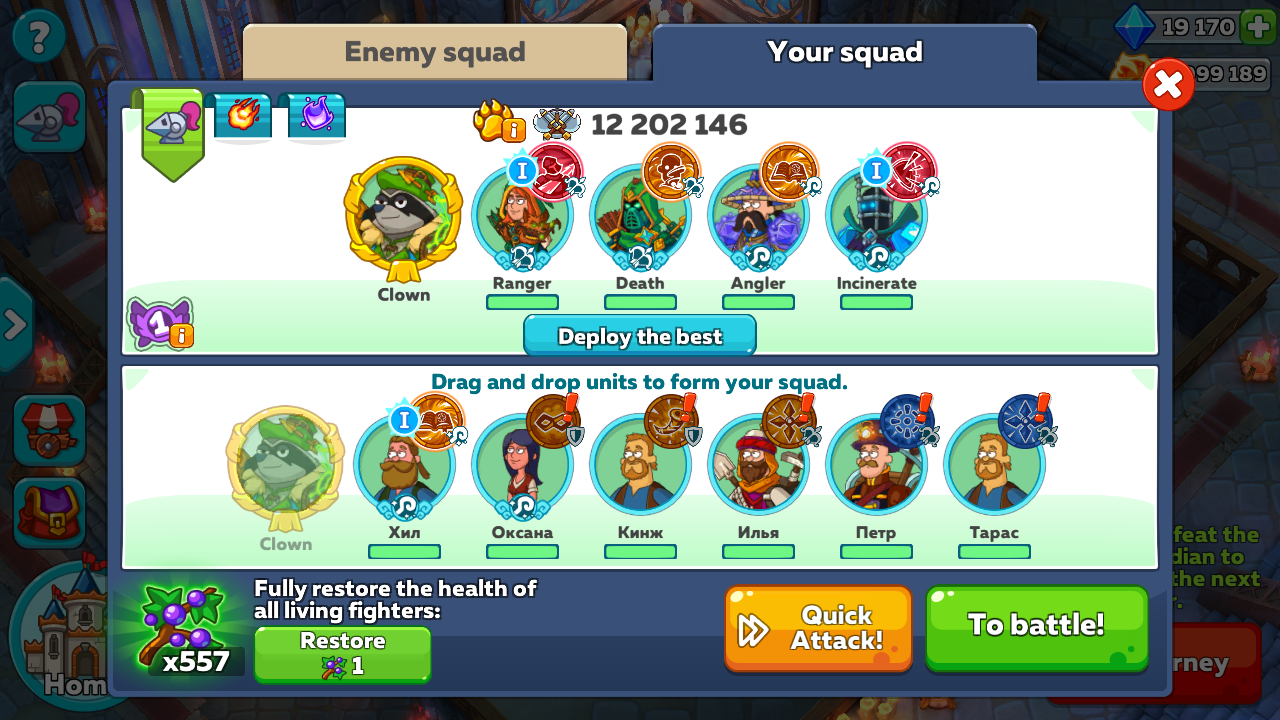 ?
Enemy squad
Your squad
19 170
99 189
i
12 202 146
I
I
Clown
Ranger
Death
Angler
Incinerate
1
i
Deploy the best
Drag and drop units to form your squad.
I
!
!
!
!
!
Clown
Хил
Оксана
Кинж
Илья
Петр
Тарас
feat the
dian to
the next
r.
Fully restore the health of
all living fighters:
x557
Restore
1
Quick
Attack!
To battle!
rney
Hom